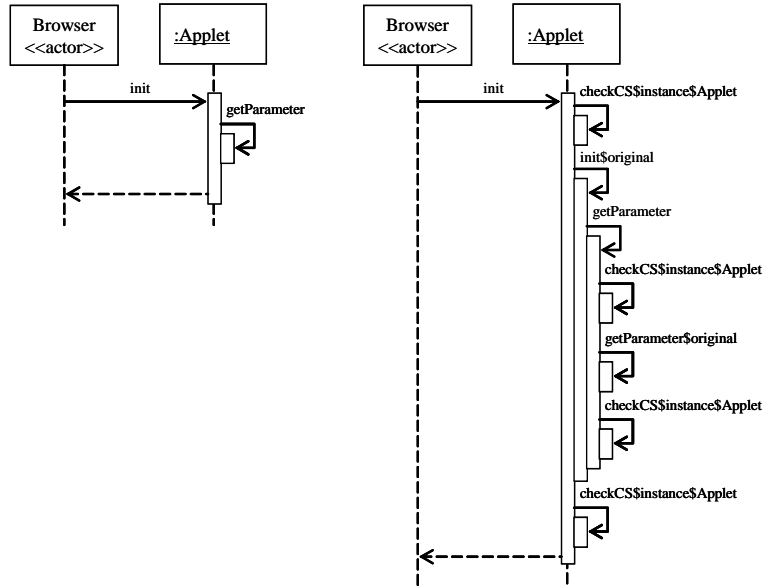 Browser
<<actor>>
:Applet
init
getParameter
Browser
<<actor>>
:Applet
init
checkCS$instance$Applet
init$original
getParameter
checkCS$instance$Applet
getParameter$original
checkCS$instance$Applet
checkCS$instance$Applet